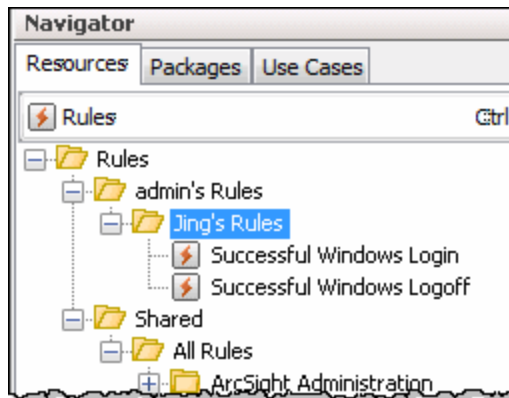 Navigator
Resources Packages Use Cases
Rules Ctrl
Rules
admin's Rules
Jing's Rules
Successful Windows Login
Successful Windows Logoff
Shared
All Rules
ArcSight Administration